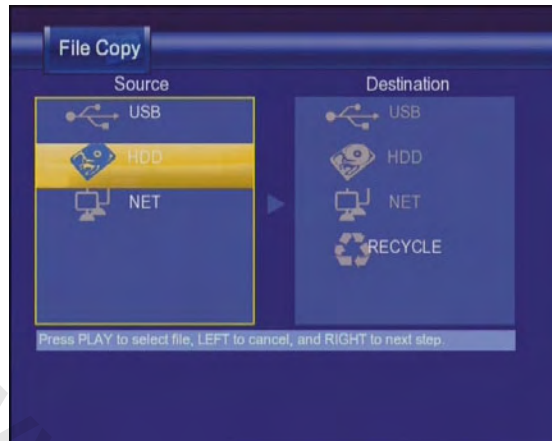 File Copy
Source
Destination
USB
HDD
NET
USB
HDD
NET
RECYCLE
Press PLAY to select file, LEFT to cancel, and RIGHT to next step.